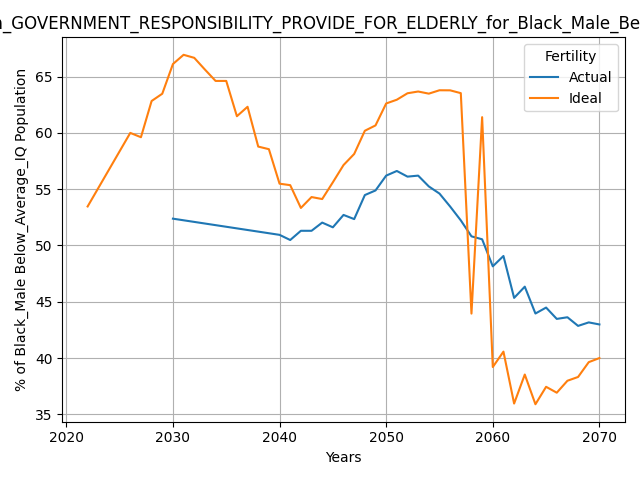 GOVERNMENT_RESPONSIBILITY_PROVIDE_FOR_ELDERLY_for_Black_Male_Be
Fertility
Actual
Ideal
65
60
55
50
45
40
35
% of Black_Male Below_Average_IQ Population
2020 2030 2040 2050 2060 2070
Years